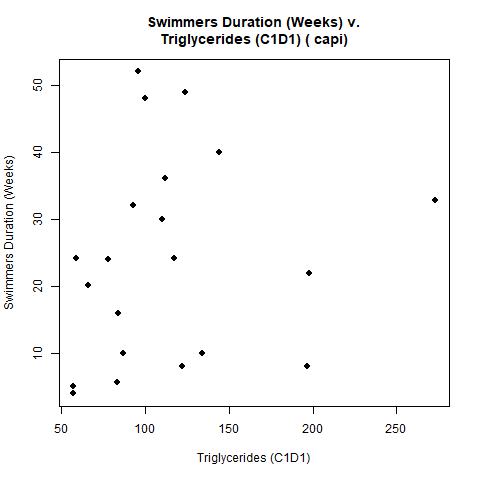 Swimmers Duration (Weeks) v.
Triglycerides (C1D1) ( capi)
Swimmers Duration (Weeks)
50
40
30
20
10
50 100 150 200 250
Triglycerides (C1D1)